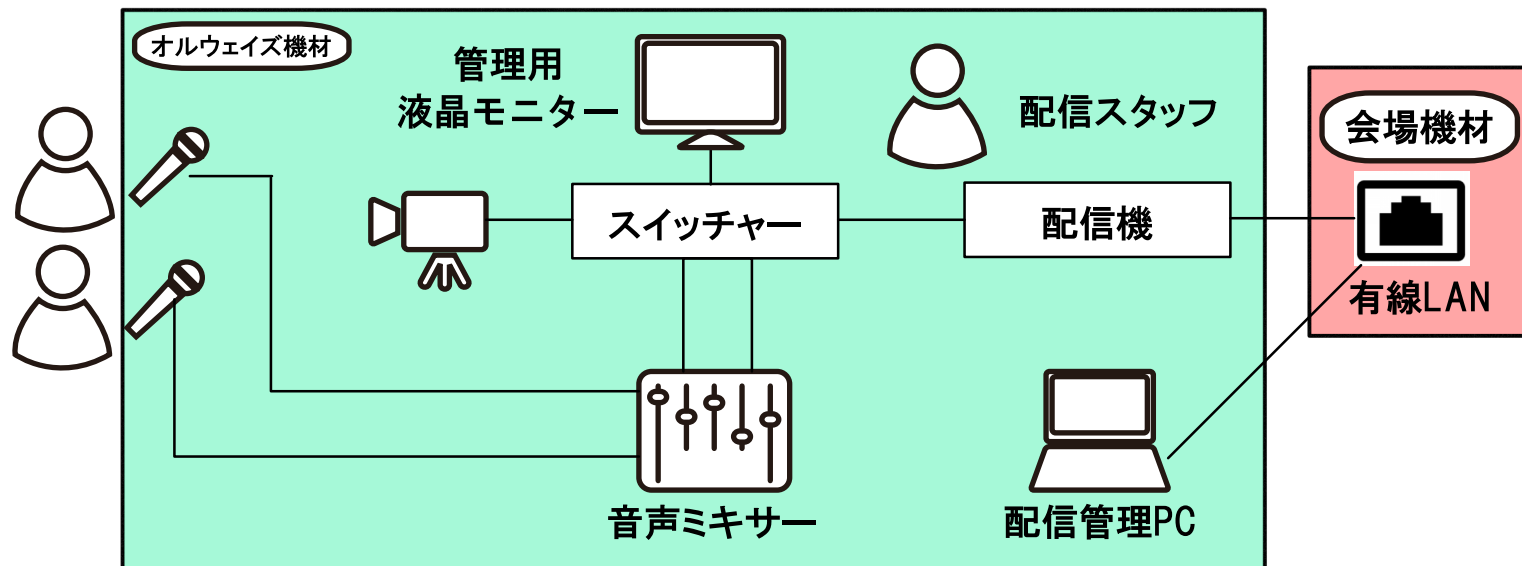 オルウェイズ機材
管理用
液晶モニター
配信スタッフ
会場機材
スイッチャー
配信機
有線LAN
音声ミキサー
配信管理PC